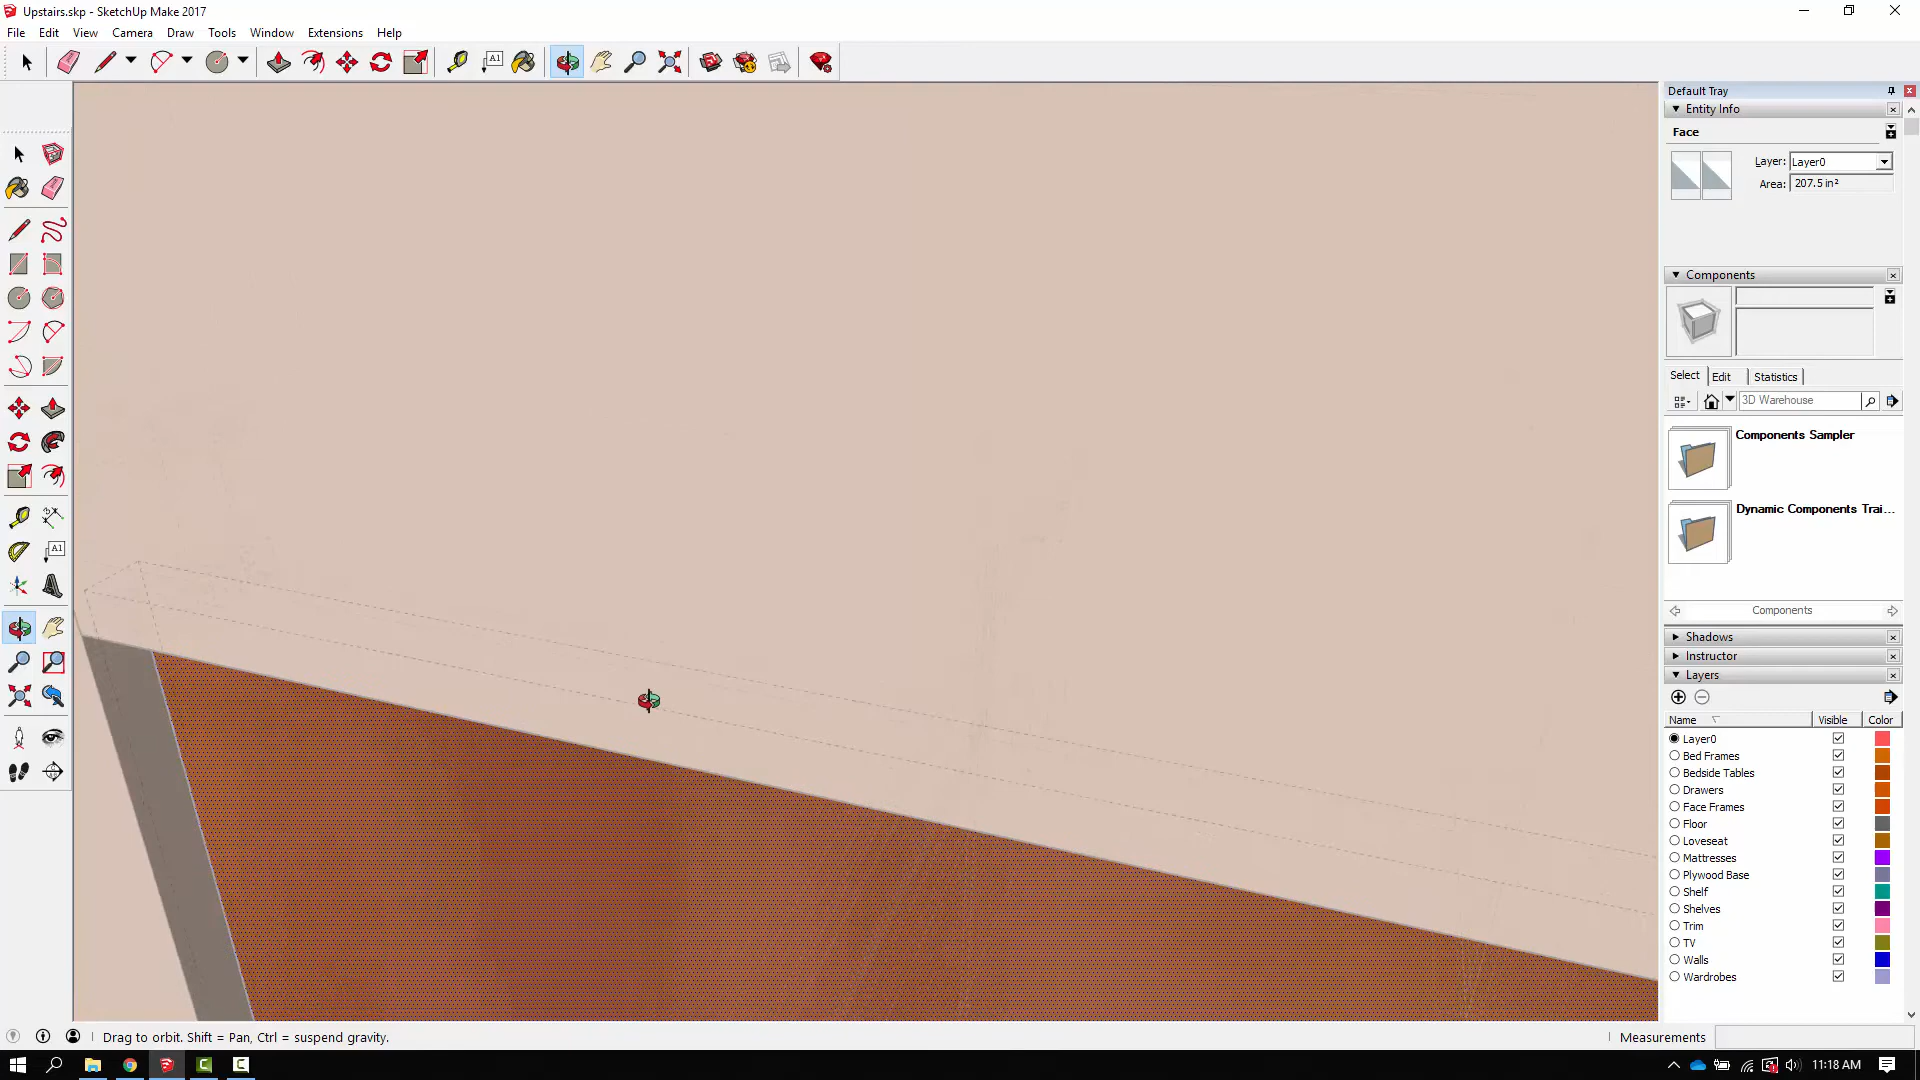 Upstairs.skp - SketchUp Make 2017
File Edit View Camera Draw Tools Window Extensions Help
A1
Default Tray
Entity Info
Face
Layer: Layer0
Area: 207.5 in²
Components
Select Edit Statistics
3D Warehouse
Components Sampler
Dynamic Components Trai...
Components
Shadows
Instructor
Layers
Name Visible Color
Layer0
Bed Frames
Bedside Tables
Drawers
Face Frames
Floor
Loveseat
Mattresses
Plywood Base
Shelf
Shelves
Trim
TV
Walls
Wardrobes
A1
Drag to orbit. Shift = Pan, Ctrl = suspend gravity.
Measurements
11:18 AM